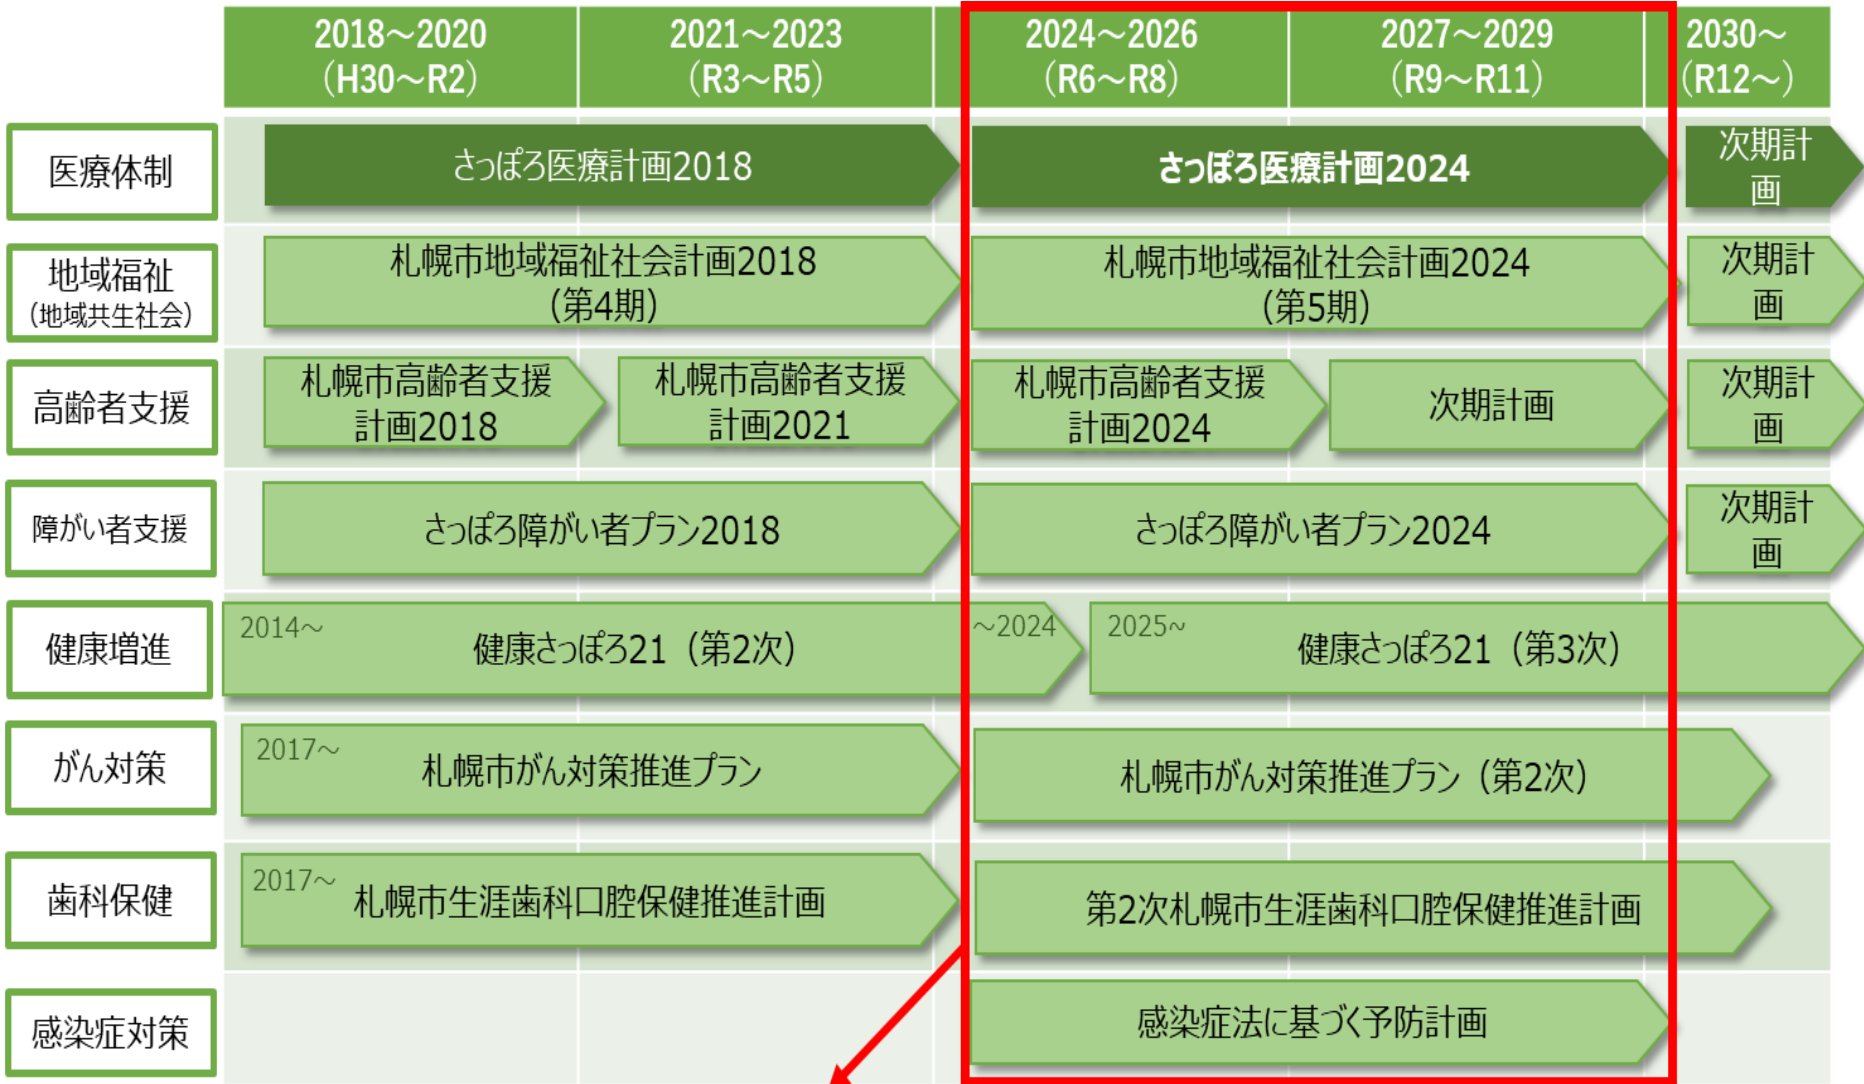 2018～2020
（H30～R2）
2021～2023
（R3～R5）
2024～2026
（R6～R8）
2027～2029
（R9～R11）
2030～
（R12～）
医療体制
さっぽろ医療計画2018
さっぽろ医療計画2024
次期計
画
地域福祉
（地域共生社会）
札幌市地域福祉社会計画2018
（第4期）
札幌市地域福祉社会計画2024
（第5期）
次期計
画
高齢者支援
札幌市高齢者支援
計画2018
札幌市高齢者支援
計画2021
札幌市高齢者支援
計画2024
次期計画
次期計
画
障がい者支援
さっぽろ障がい者プラン2018
さっぽろ障がい者プラン2024
次期計
画
健康増進
2014～
健康さっぽろ21（第2次）
～2024
2025~
健康さっぽろ21（第3次）
がん対策
2017～
札幌市がん対策推進プラン
札幌市がん対策推進プラン（第2次）
歯科保健
2017～
札幌市生涯歯科口腔保健推進計画
第2次札幌市生涯歯科口腔保健推進計画
感染症対策
感染症法に基づく予防計画